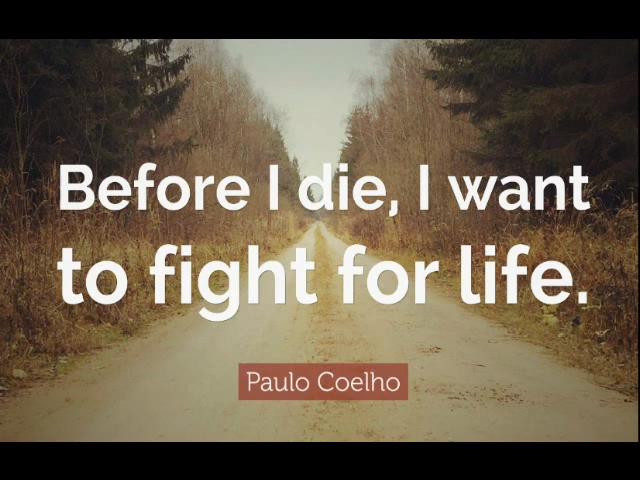 Before I die, I want
to fight for life.
Paulo Coelho